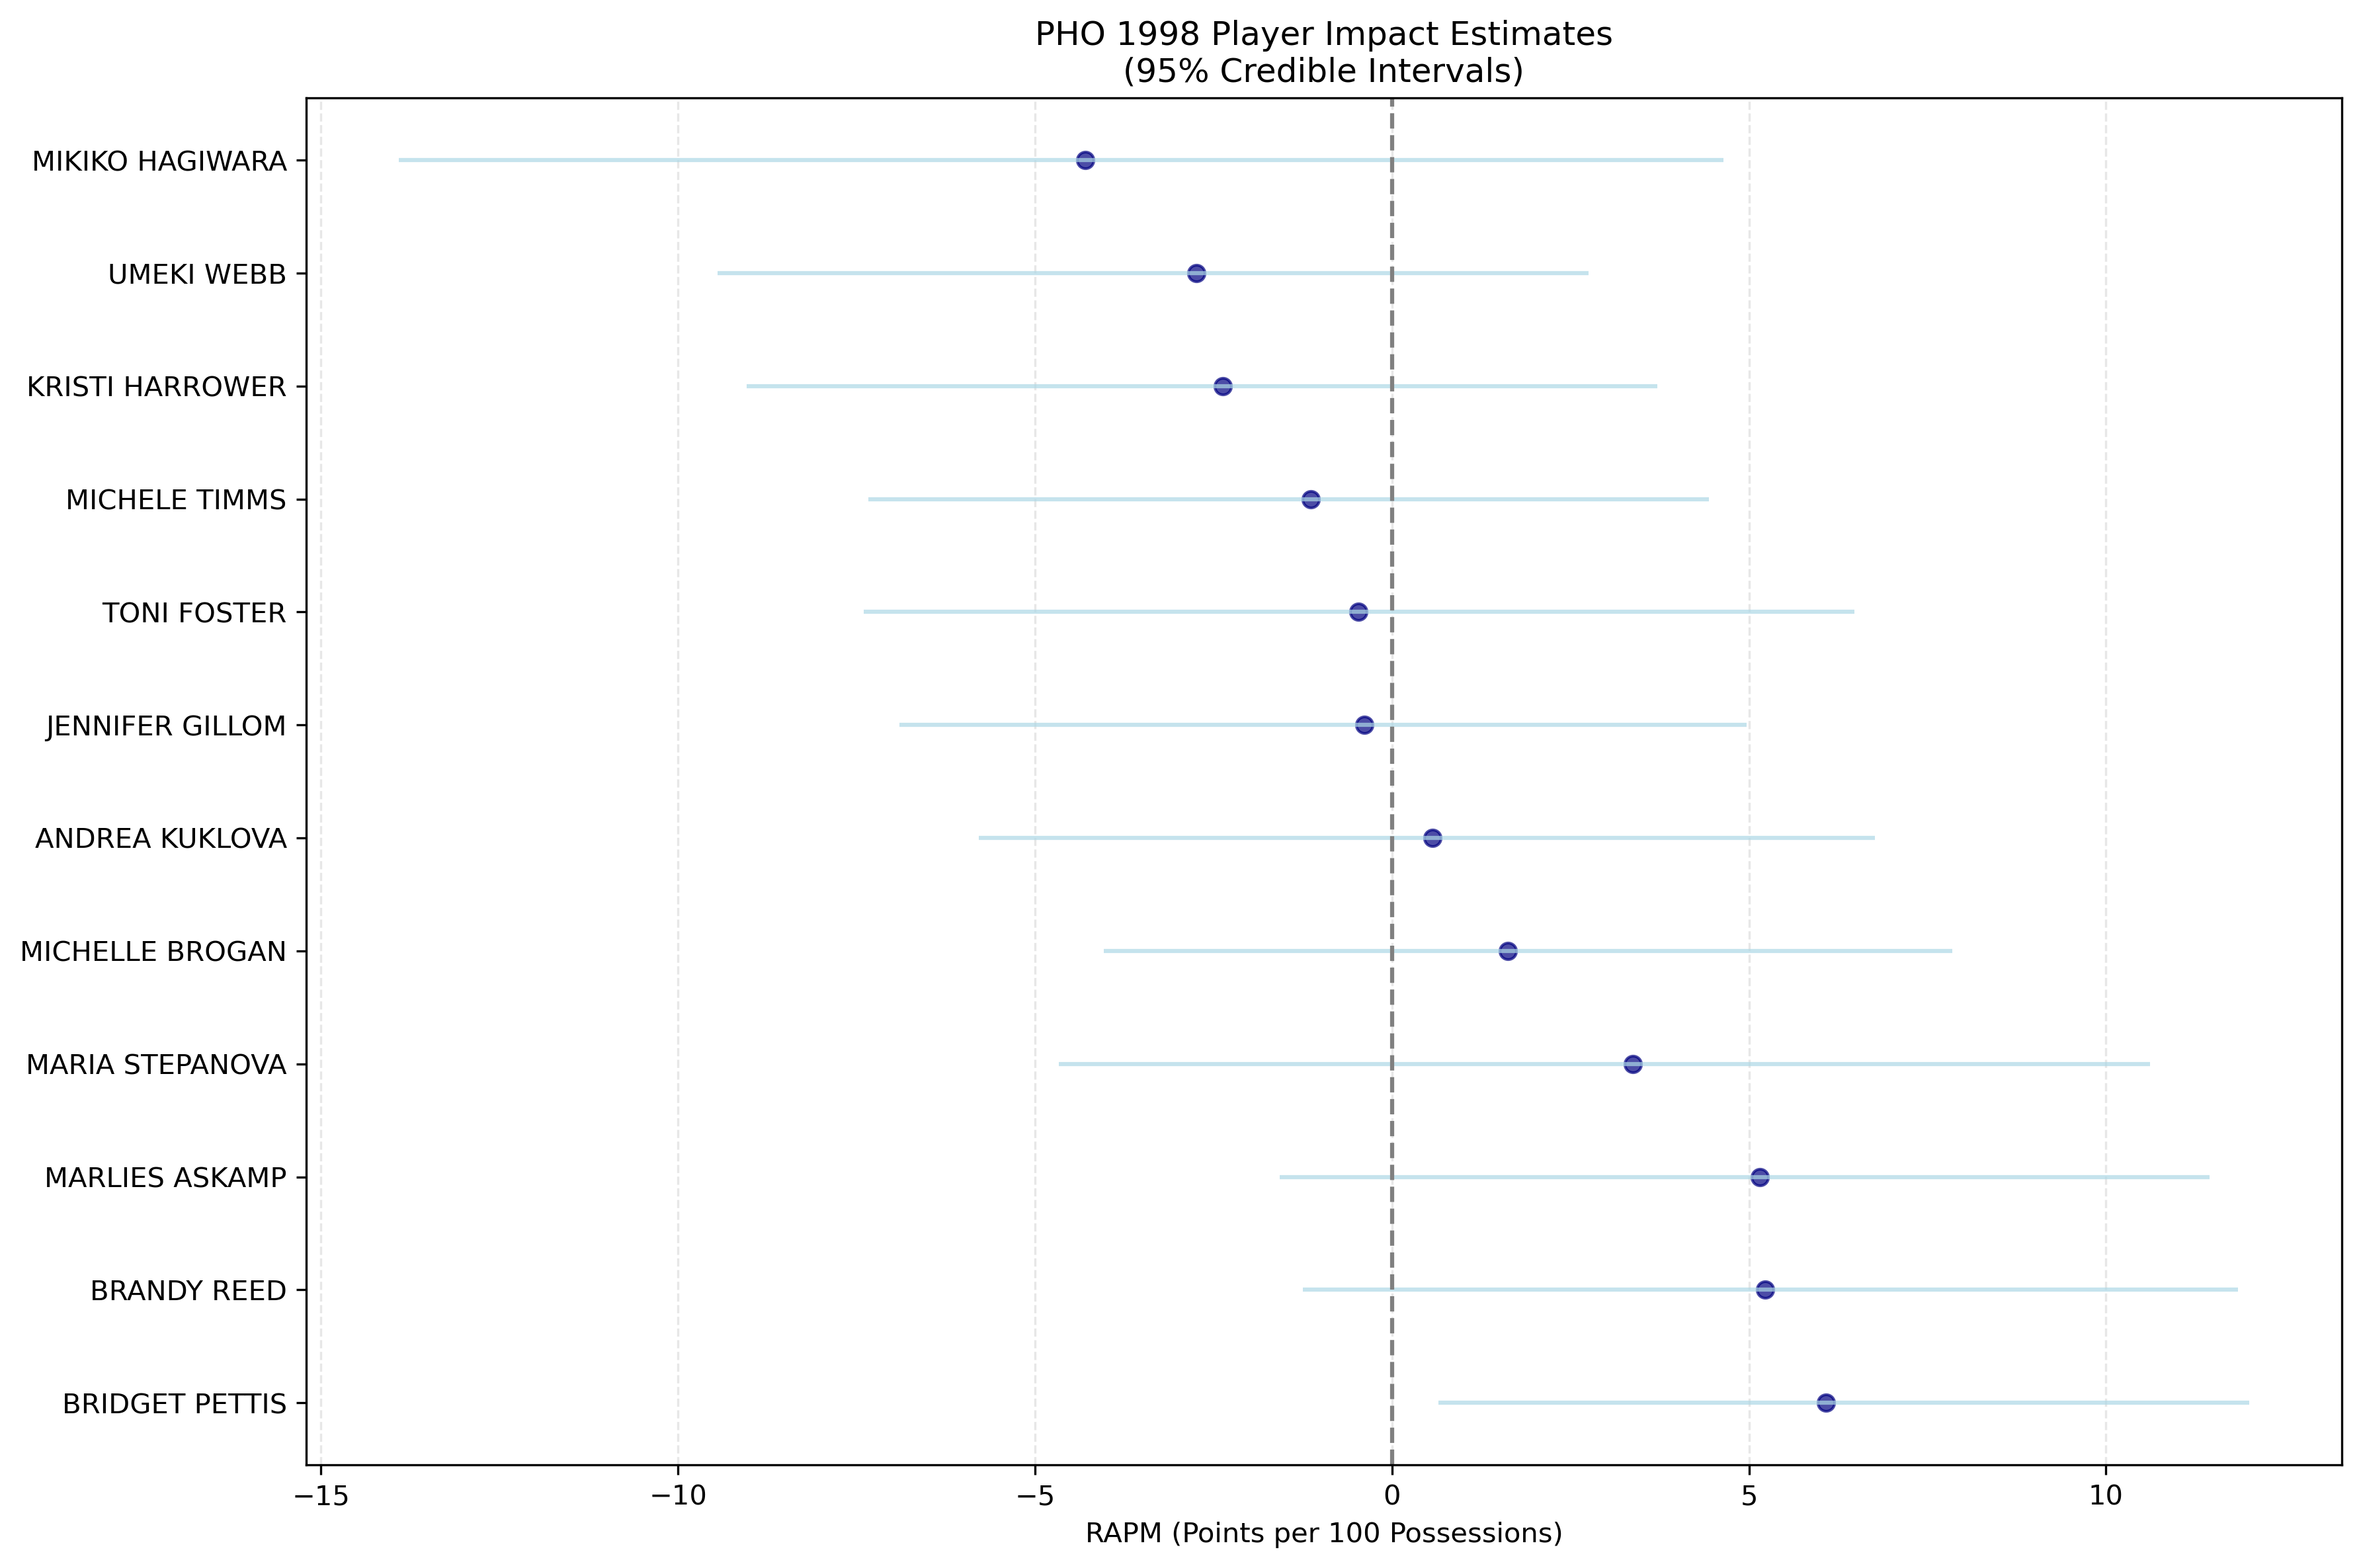 PHO 1998 Player Impact Estimates
(95% Credible Intervals)
MIKIKO HAGIWARA
UMEKI WEBB
KRISTI HARROWER
MICHELE TIMMS
TONI FOSTER
JENNIFER GILLOM
ANDREA KUKLOVA
MICHELLE BROGAN
MARIA STEPANOVA
MARLIES ASKAMP
BRANDY REED
BRIDGET PETTIS
−15 −10 −5 0 5 10
RAPM (Points per 100 Possessions)